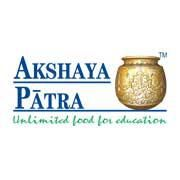 AKSHAYA
PĀTRA
™
Unlimited food for education